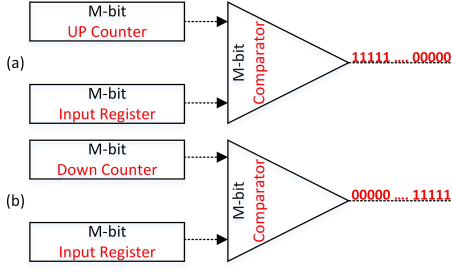 M-bit
UP Counter
(a)
M-bit
Comparator
11111 .... 00000
M-bit
Input Register
M-bit
Down Counter
(b)
M-bit
Comparator
00000 .... 11111
M-bit
Input Register